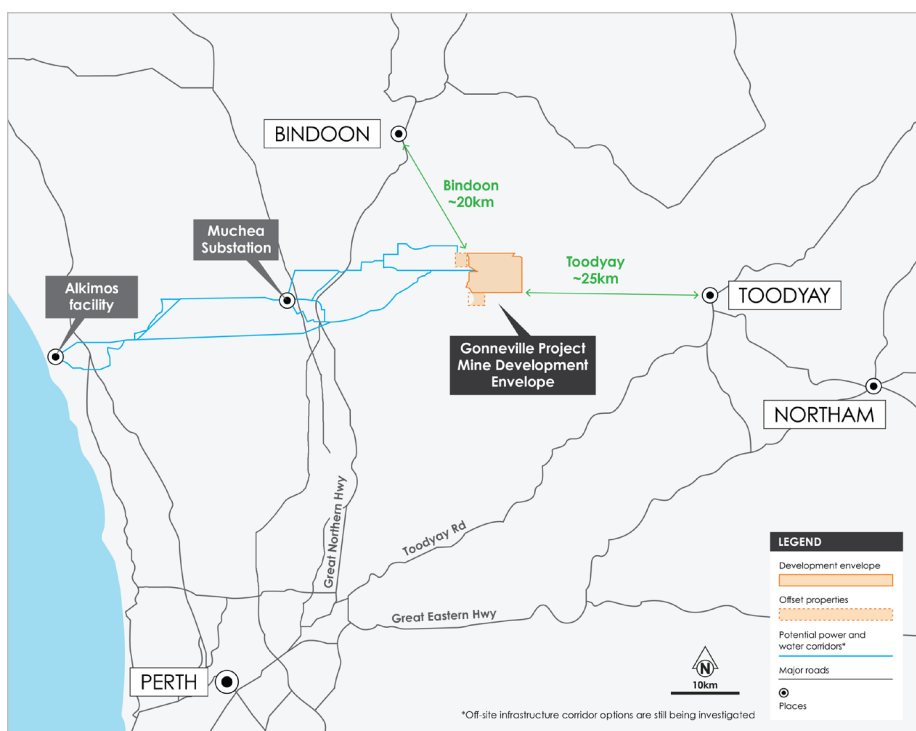 BINDOON
Bindoon
~20km
Muchea
Substation
Toodyay
~25km
Alkimos
facility
TOODYAY
Gonneville Project
Mine Development
Envelope
NORTHAM
Great Northern Hwy
Toodyay Rd
Great Eastern Hwy
PERTH
N
10km
*Off-site infrastructure corridor options are still being investigated
LEGEND
Development envelope
Offset properties
Potential power and
water corridors*
Major roads
Places